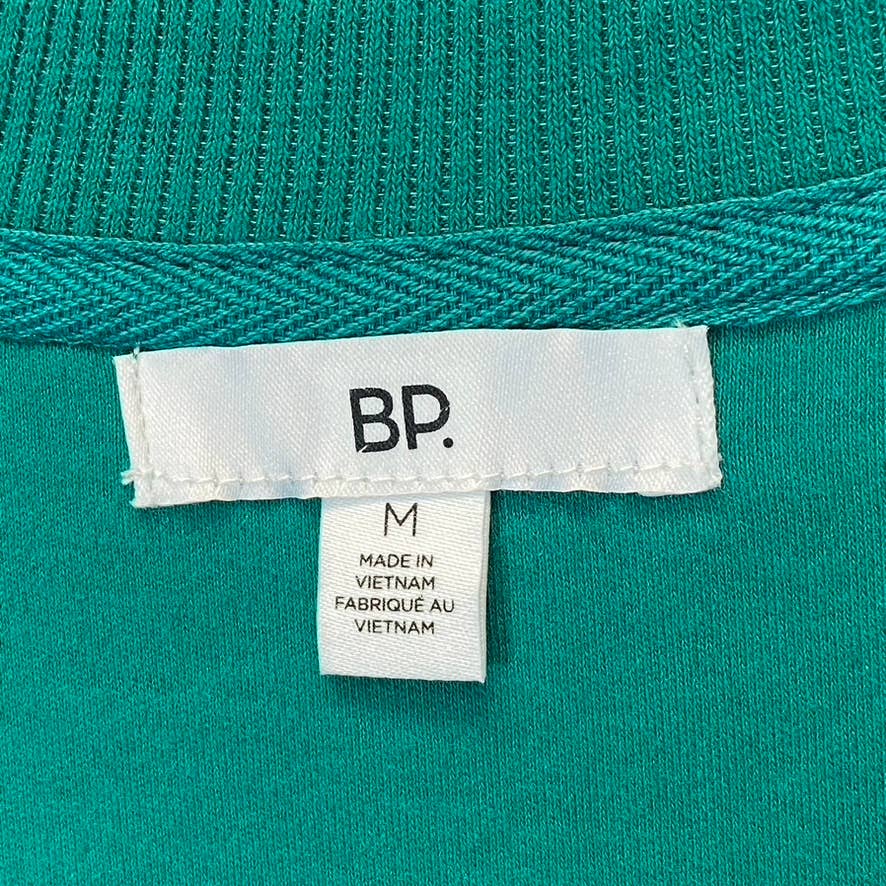 BP.
M
MADE IN
VIETNAM
FABRIQUÉ AU
VIETNAM